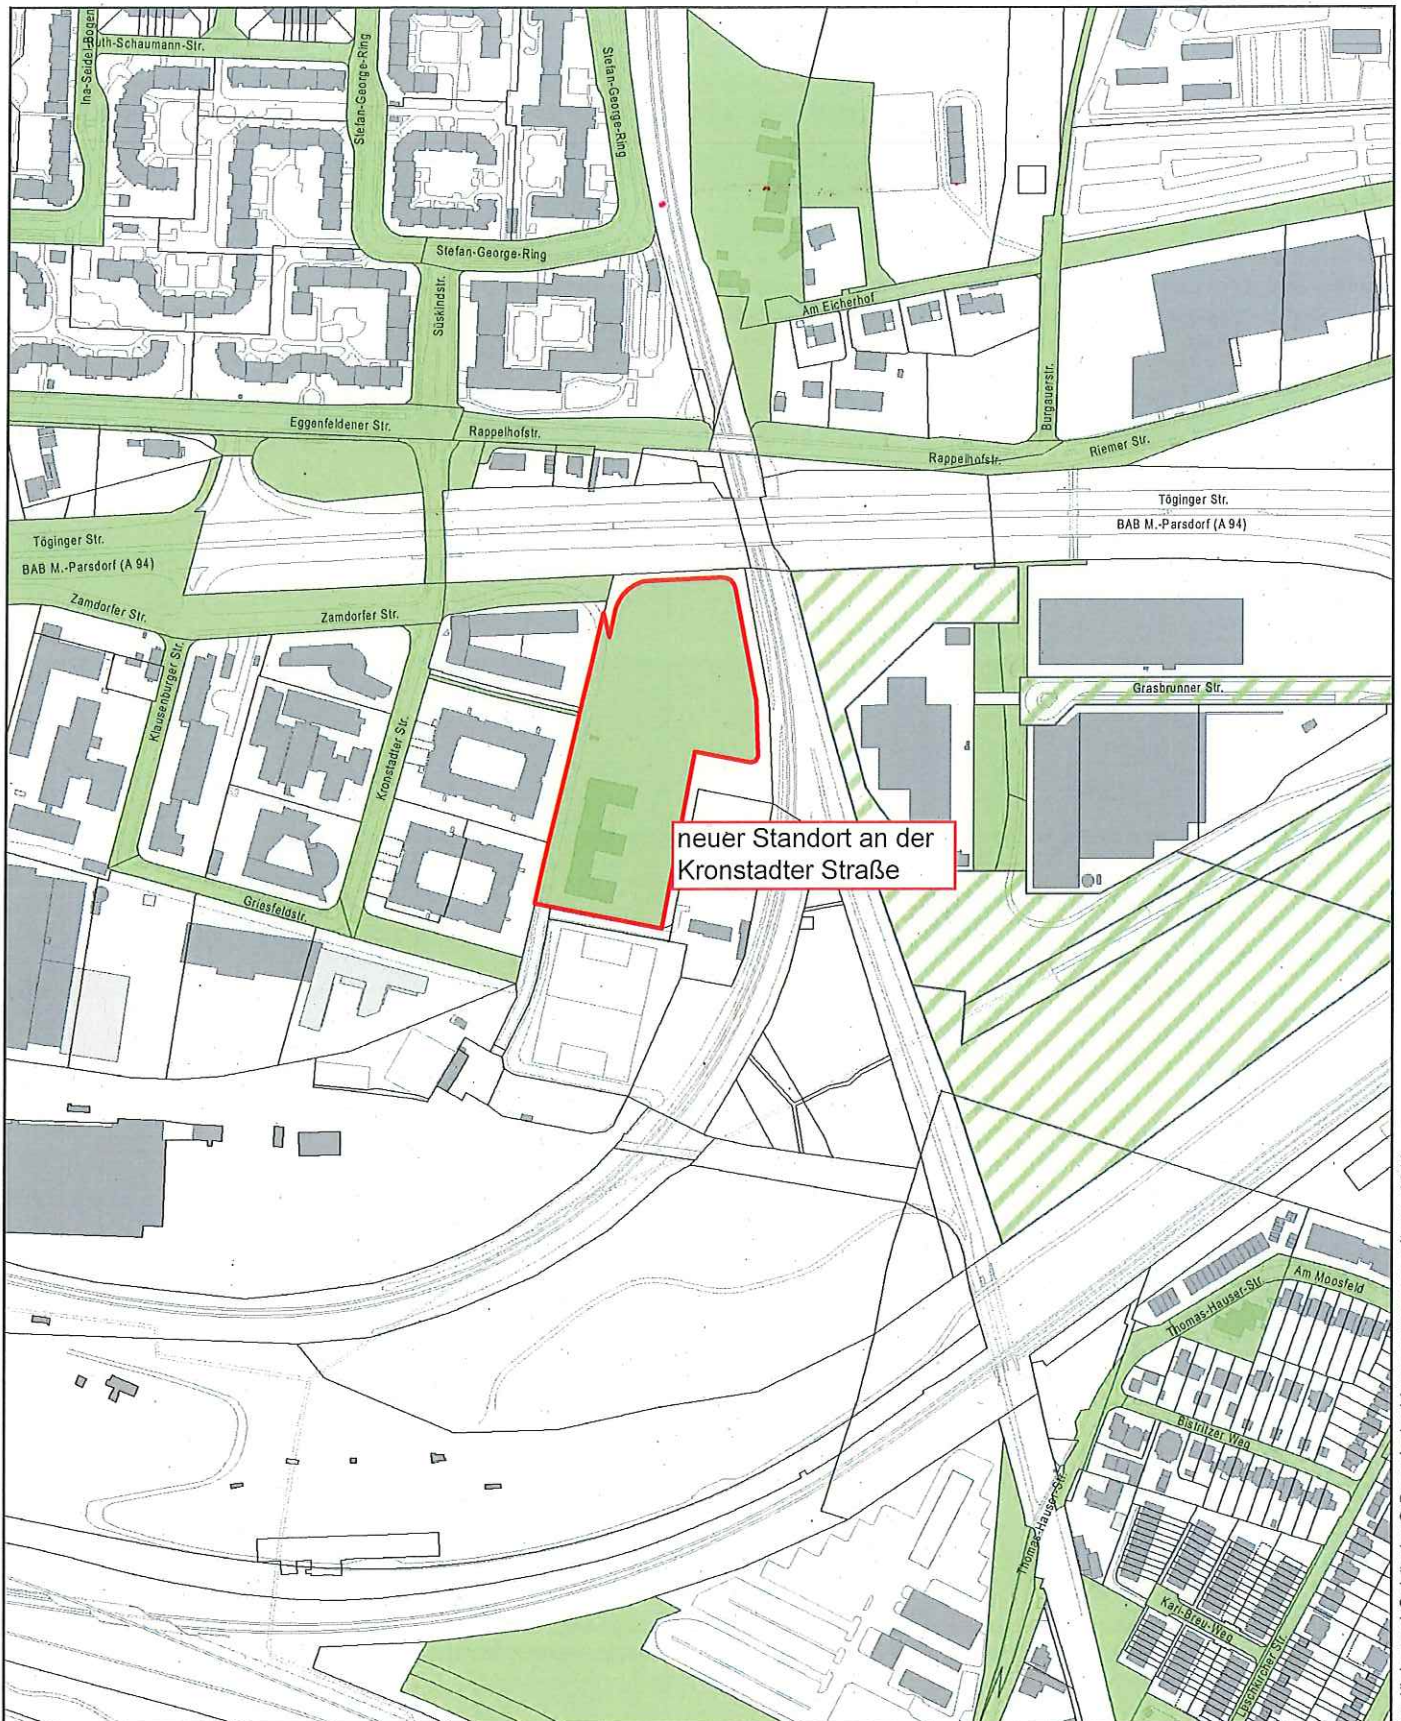 Ina-Seidel-Bogen
uth-Schaumann-Str.
Stefan-George-Ring
Stefan-George-Ring
Stefan-George-Ring
Süskindstr.
Am Eicherhof
Burgauerstr.
Eggenfeldener Str.
Rappelhofstr.
Rappelhofstr.
Riemer Str.
Töginger Str.
BAB M.-Parsdorf (A 94)
Töginger Str.
BAB M.-Parsdorf (A 94)
Zamdorfer Str.
Zamdorfer Str.
Klausenburger Str.
Kronstadter Str.
Grasbrunner Str.
neuer Standort an der
Kronstadter Straße
Griesfeldstr.
Am Moosfeld
Thomas-Hauser-Str.
Bistritzer Weg
Thomas-Hauser-Str.
Karl-Breu-Weg
Leschkircher Str.